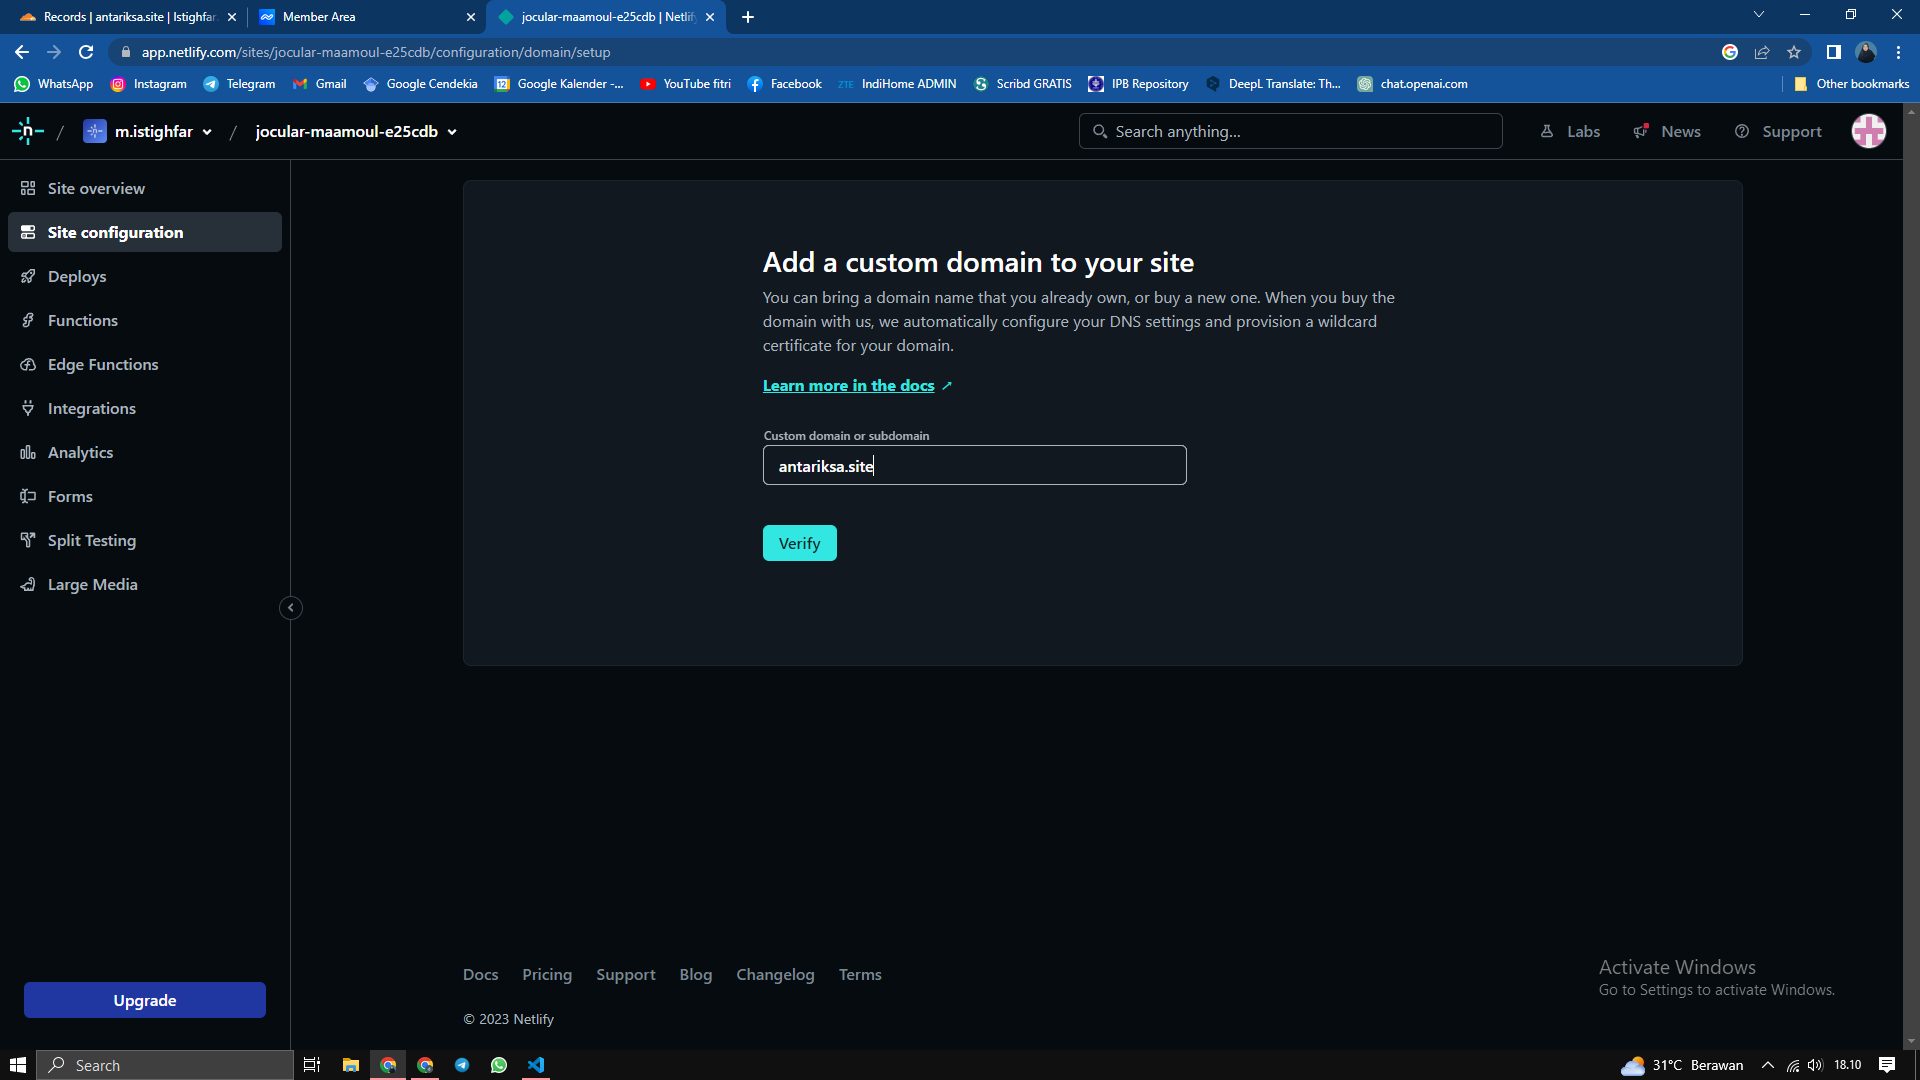 Records | antariksa.site | Istighfar
Member Area
jocular-maamoul-e25cdb | Netlify
app.netlify.com/sites/jocular-maamoul-e25cdb/configuration/domain/setup
WhatsApp
Instagram
Telegram
Gmail
Google Cendekia
Google Kalender -...
YouTube fitri
Facebook
ZTE IndiHome ADMIN
Scribd GRATIS
IPB Repository
DeepL Translate: Th...
chat.openai.com
Other bookmarks
/ m.istighfar / jocular-maamoul-e25cdb
Search anything...
Labs
News
Support
Site overview
Site configuration
Deploys
Functions
Edge Functions
Integrations
Analytics
Forms
Split Testing
Large Media
Upgrade
Add a custom domain to your site
You can bring a domain name that you already own, or buy a new one. When you buy the
domain with us, we automatically configure your DNS settings and provision a wildcard
certificate for your domain.
Learn more in the docs
Custom domain or subdomain
antariksa.site
Verify
Docs
Pricing
Support
Blog
Changelog
Terms
© 2023 Netlify
Activate Windows
Go to Settings to activate Windows.
Search
31°C Berawan
18.10